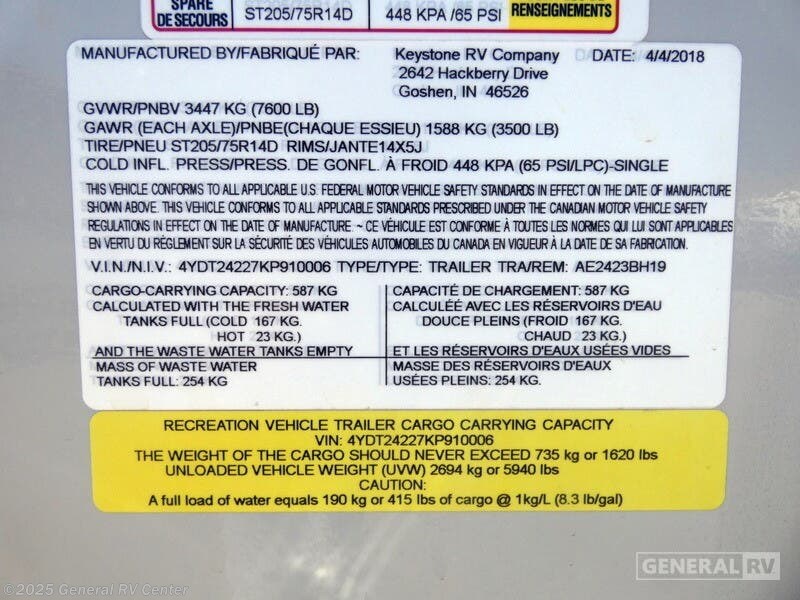 SPARE
DE SECOURS ST205/75R14D 448 KPA /65 PSI RENSEIGNEMENTS
MANUFACTURED BY/FABRIQUÉ PAR: Keystone RV Company DATE: 4/4/2018
2642 Hackberry Drive
Goshen, IN 46526
GVWR/PNBV 3447 KG (7600 LB)
GAWR (EACH AXLE)/PNBE(CHAQUE ESSIEU) 1588 KG (3500 LB)
TIRE/PNEU ST205/75R14D RIMS/JANTE14X5J
COLD INFL. PRESS/PRESS. DE GONFL. À FROID 448 KPA (65 PSI/LPC)-SINGLE
THIS VEHICLE CONFORMS TO ALL APPLICABLE U.S. FEDERAL MOTOR VEHICLE SAFETY STANDARDS IN EFFECT ON THE DATE OF MANUFACTURE
SHOWN ABOVE. THIS VEHICLE CONFORMS TO ALL APPLICABLE STANDARDS PRESCRIBED UNDER THE CANADIAN MOTOR VEHICLE SAFETY
REGULATIONS IN EFFECT ON THE DATE OF MANUFACTURE. ~ CE VÉHICULE EST CONFORME À TOUTES LES NORMES QUI LUI SONT APPLICABLES
EN VERTU DU RÉGLEMENT SUR LA SÉCURITÉ DES VÉHICULES AUTOMOBILES DU CANADA EN VIGUEUR À LA DATE DE SA FABRICATION.
V.I.N./N.I.V.: 4YDT24227KP910006 TYPE/TYPE: TRAILER TRA/REM: AE2423BH19
CARGO-CARRYING CAPACITY: 587 KG
CALCULATED WITH THE FRESH WATER
TANKS FULL (COLD 167 KG.
HOT 23 KG.)
AND THE WASTE WATER TANKS EMPTY
MASS OF WASTE WATER
TANKS FULL: 254 KG
CAPACITÉ DE CHARGEMENT: 587 KG
CALCULÉE AVEC LES RÉSERVOIRS D'EAU
DOUCE PLEINS (FROID 167 KG.
CHAUD 23 KG.)
ET LES RÉSERVOIRS D'EAUX USÉES VIDES
MASSE DES RÉSERVOIRS D'EAUX
USÉES PLEINS: 254 KG.
RECREATION VEHICLE TRAILER CARGO CARRYING CAPACITY
VIN: 4YDT24227KP910006
THE WEIGHT OF THE CARGO SHOULD NEVER EXCEED 735 kg or 1620 lbs
UNLOADED VEHICLE WEIGHT (UVW) 2694 kg or 5940 lbs
CAUTION:
A full load of water equals 190 kg or 415 lbs of cargo @ 1kg/L (8.3 lb/gal)
GENERAL RV
©2025 General RV Center